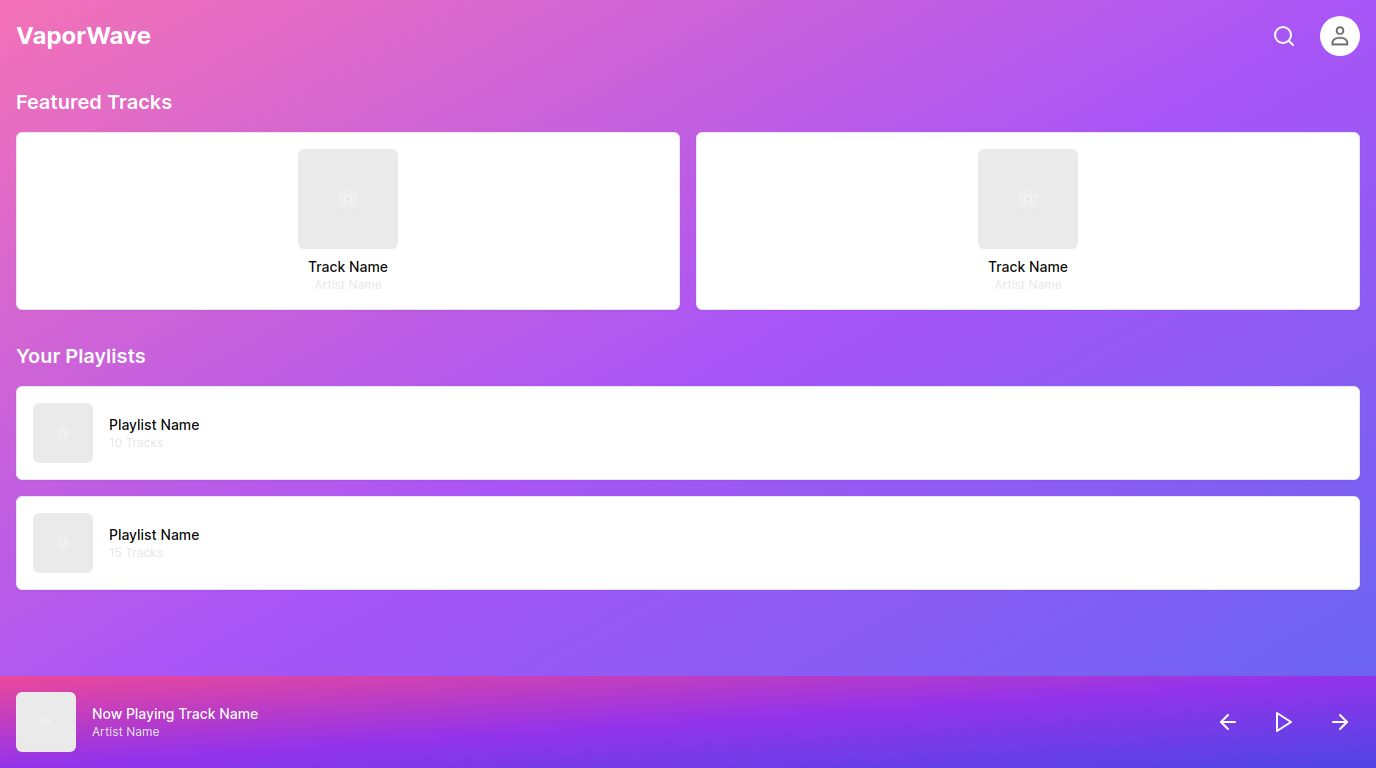 VaporWave
Featured Tracks
Track Name
Artist Name
Track Name
Artist Name
Your Playlists
Playlist Name
10 Tracks
Playlist Name
15 Tracks
Now Playing Track Name
Artist Name